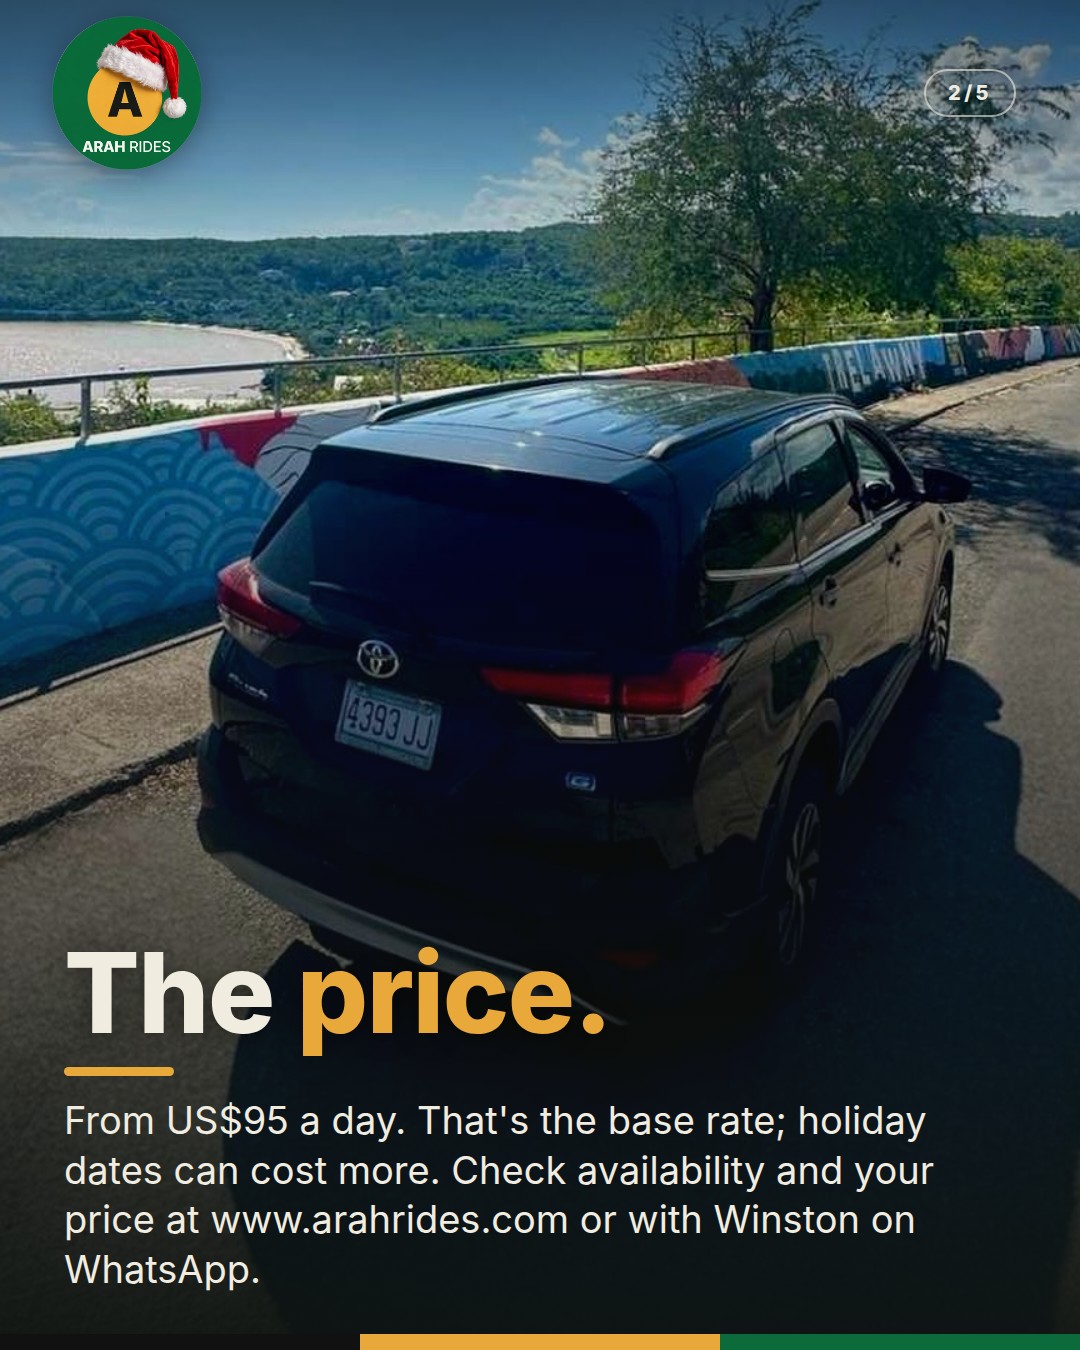 A
ARAH RIDES
2/5
4393 JJ
G
The price.
From US$95 a day. That's the base rate; holiday
dates can cost more. Check availability and your
price at www.arahrides.com or with Winston on
WhatsApp.